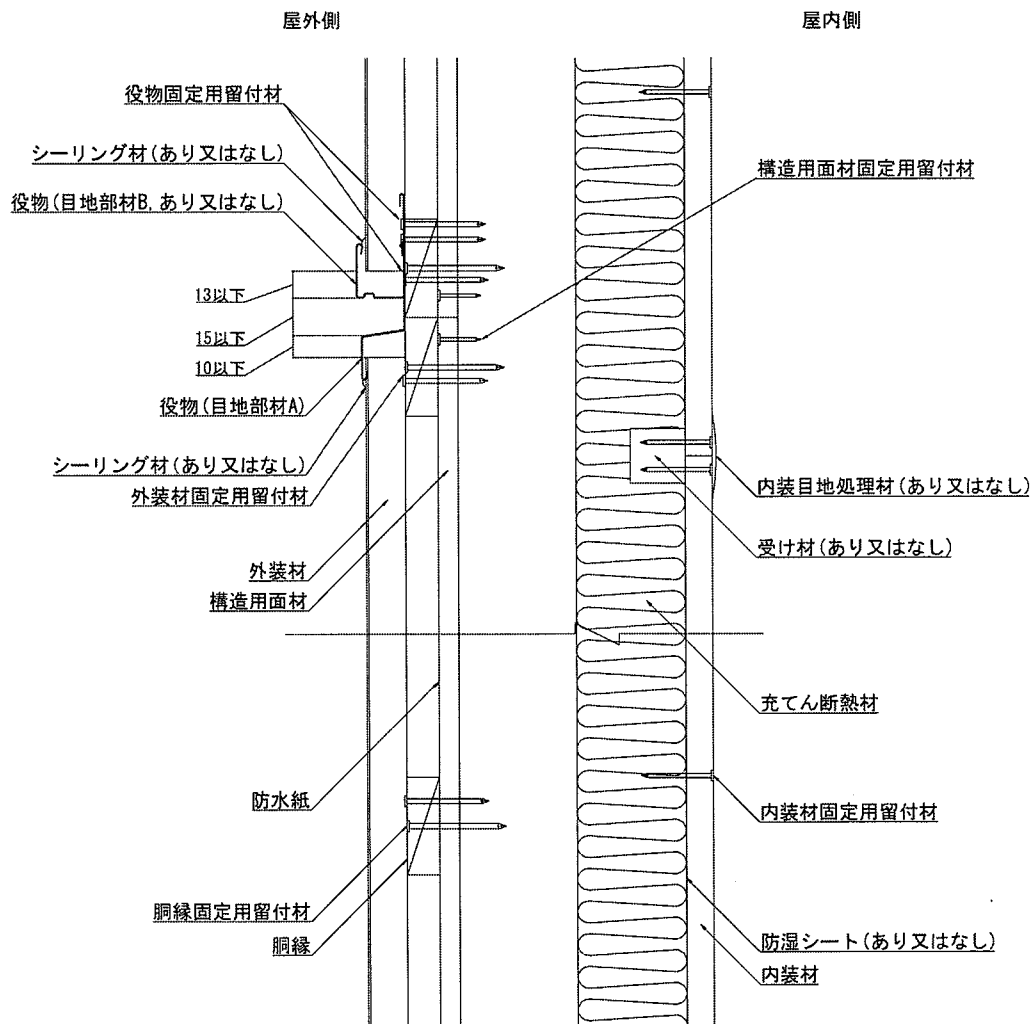 屋外側
屋内側
役物固定用留付材
シーリング材(あり又はなし)
役物(目地部材B, あり又はなし)
13以下
15以下
10以下
役物(目地部材A)
シーリング材(あり又はなし)
外装材固定用留付材
外装材
構造用面材
防水紙
胴縁固定用留付材
胴縁
構造用面材固定用留付材
内装目地処理材(あり又はなし)
受け材(あり又はなし)
充てん断熱材
内装材固定用留付材
防湿シート(あり又はなし)
内装材